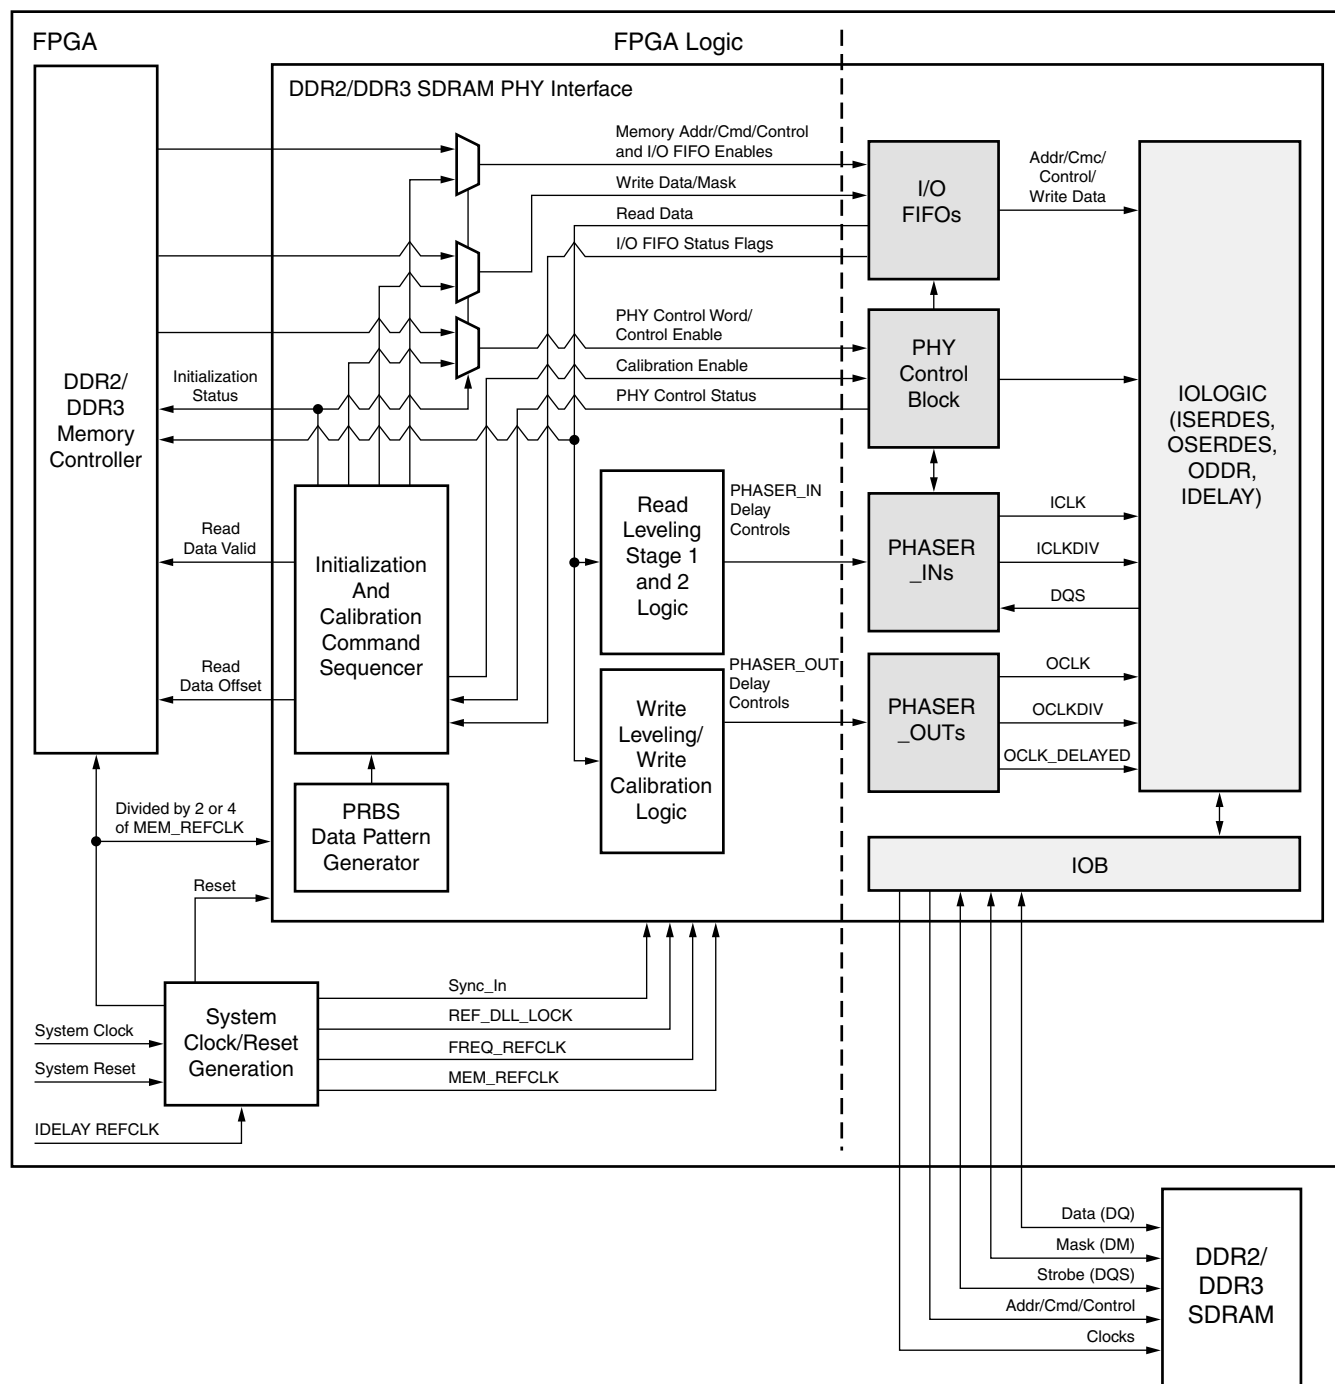 FPGA
FPGA Logic
DDR2/DDR3 SDRAM PHY Interface
Memory Addr/Cmd/Control
and I/O FIFO Enables
Write Data/Mask
Read Data
I/O FIFO Status Flags
I/O
FIFOs
Addr/Cmc/
Control/
Write Data
PHY Control Word/
Control Enable
Calibration Enable
PHY Control Status
PHY
Control
Block
IOLOGIC
(ISERDES,
OSERDES,
ODDR,
IDELAY)
DDR2/
DDR3
Memory
Controller
Initialization
Status
Read
Data Valid
Read
Data Offset
Initialization
And
Calibration
Command
Sequencer
Read
Leveling
Stage 1
and 2
Logic
PHASER_IN
Delay
Controls
PHASER
_INs
ICLK
ICLKDIV
DQS
Write
Leveling/
Write
Calibration
Logic
PHASER_OUT
Delay
Controls
PHASER
_OUTs
OCLK
OCLKDIV
OCLK_DELAYED
PRBS
Data Pattern
Generator
Divided by 2 or 4
of MEM_REFCLK
Reset
IOB
System
Clock/Reset
Generation
System Clock
System Reset
IDELAY REFCLK
Sync_In
REF_DLL_LOCK
FREQ_REFCLK
MEM_REFCLK
Data (DQ)
Mask (DM)
Strobe (DQS)
Addr/Cmd/Control
Clocks
DDR2/
DDR3
SDRAM